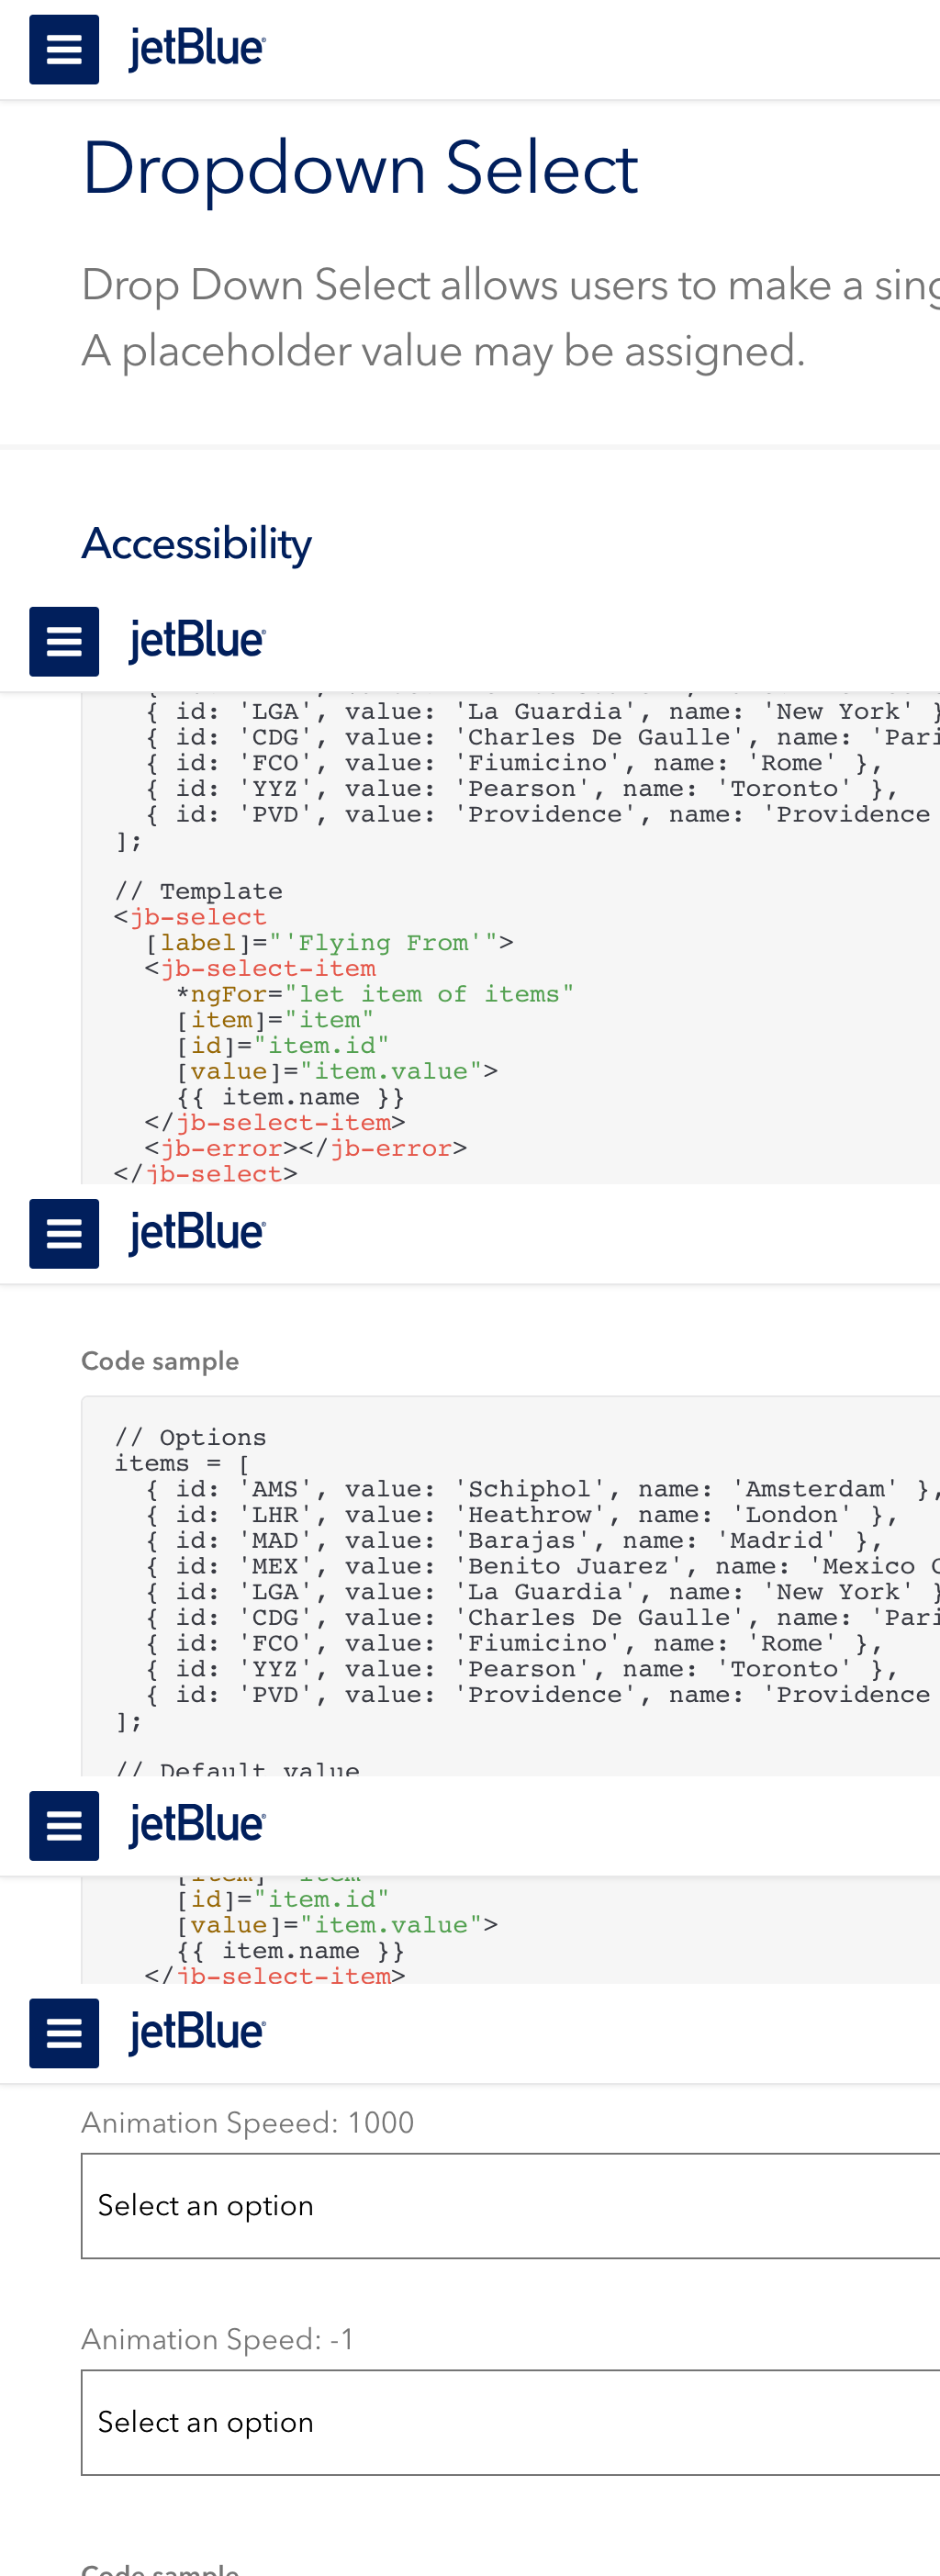 jetBlue
Dropdown Select
Drop Down Select allows users to make a sing
A placeholder value may be assigned.
Accessibility
jetBlue
{ id: 'LGA', value: 'La Guardia', name: 'New York' }
{ id: 'CDG', value: 'Charles De Gaulle', name: 'Pari
{ id: 'FCO', value: 'Fiumicino', name: 'Rome' },
{ id: 'YYZ', value: 'Pearson', name: 'Toronto' },
{ id: 'PVD', value: 'Providence', name: 'Providence
];
// Template
<jb-select
[label]="'Flying From'">
<jb-select-item
*ngFor="let item of items"
[item]="item"
[id]="item.id"
[value]="item.value">
{{ item.name }}
</jb-select-item>
<jb-error></jb-error>
</jb-select>
jetBlue
Code sample
// Options
items = [
{ id: 'AMS', value: 'Schiphol', name: 'Amsterdam' },
{ id: 'LHR', value: 'Heathrow', name: 'London' },
{ id: 'MAD', value: 'Barajas', name: 'Madrid' },
{ id: 'MEX', value: 'Benito Juarez', name: 'Mexico C
{ id: 'LGA', value: 'La Guardia', name: 'New York' }
{ id: 'CDG', value: 'Charles De Gaulle', name: 'Pari
{ id: 'FCO', value: 'Fiumicino', name: 'Rome' },
{ id: 'YYZ', value: 'Pearson', name: 'Toronto' },
{ id: 'PVD', value: 'Providence', name: 'Providence
];
// Default value
jetBlue
[item]="item"
[id]="item.id"
[value]="item.value">
{{ item.name }}
</jb-select-item>
jetBlue
Animation Speeed: 1000
Select an option
Animation Speed: -1
Select an option
Code sample